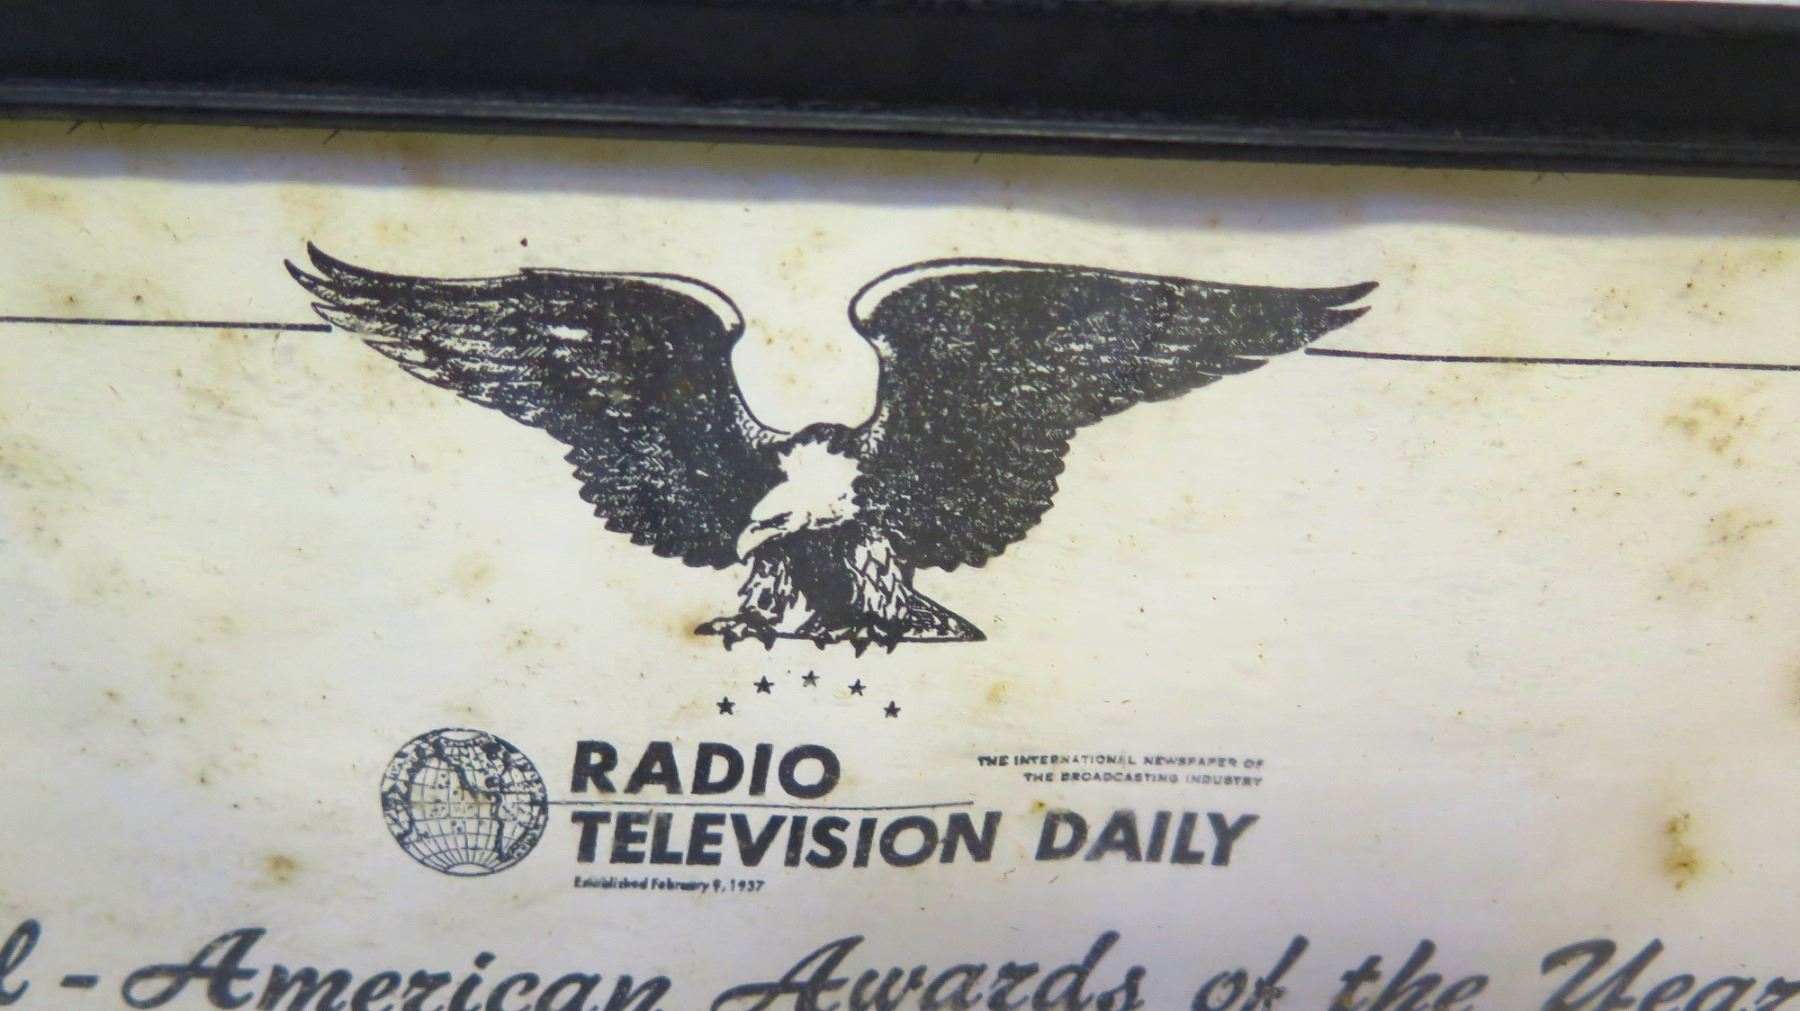 RADIO
THE INTERNATIONAL NEWSPAPER OF
THE BROADCASTING INDUSTRY
TELEVISION DAILY
Established February 9, 1937
l - American Awards of the Year